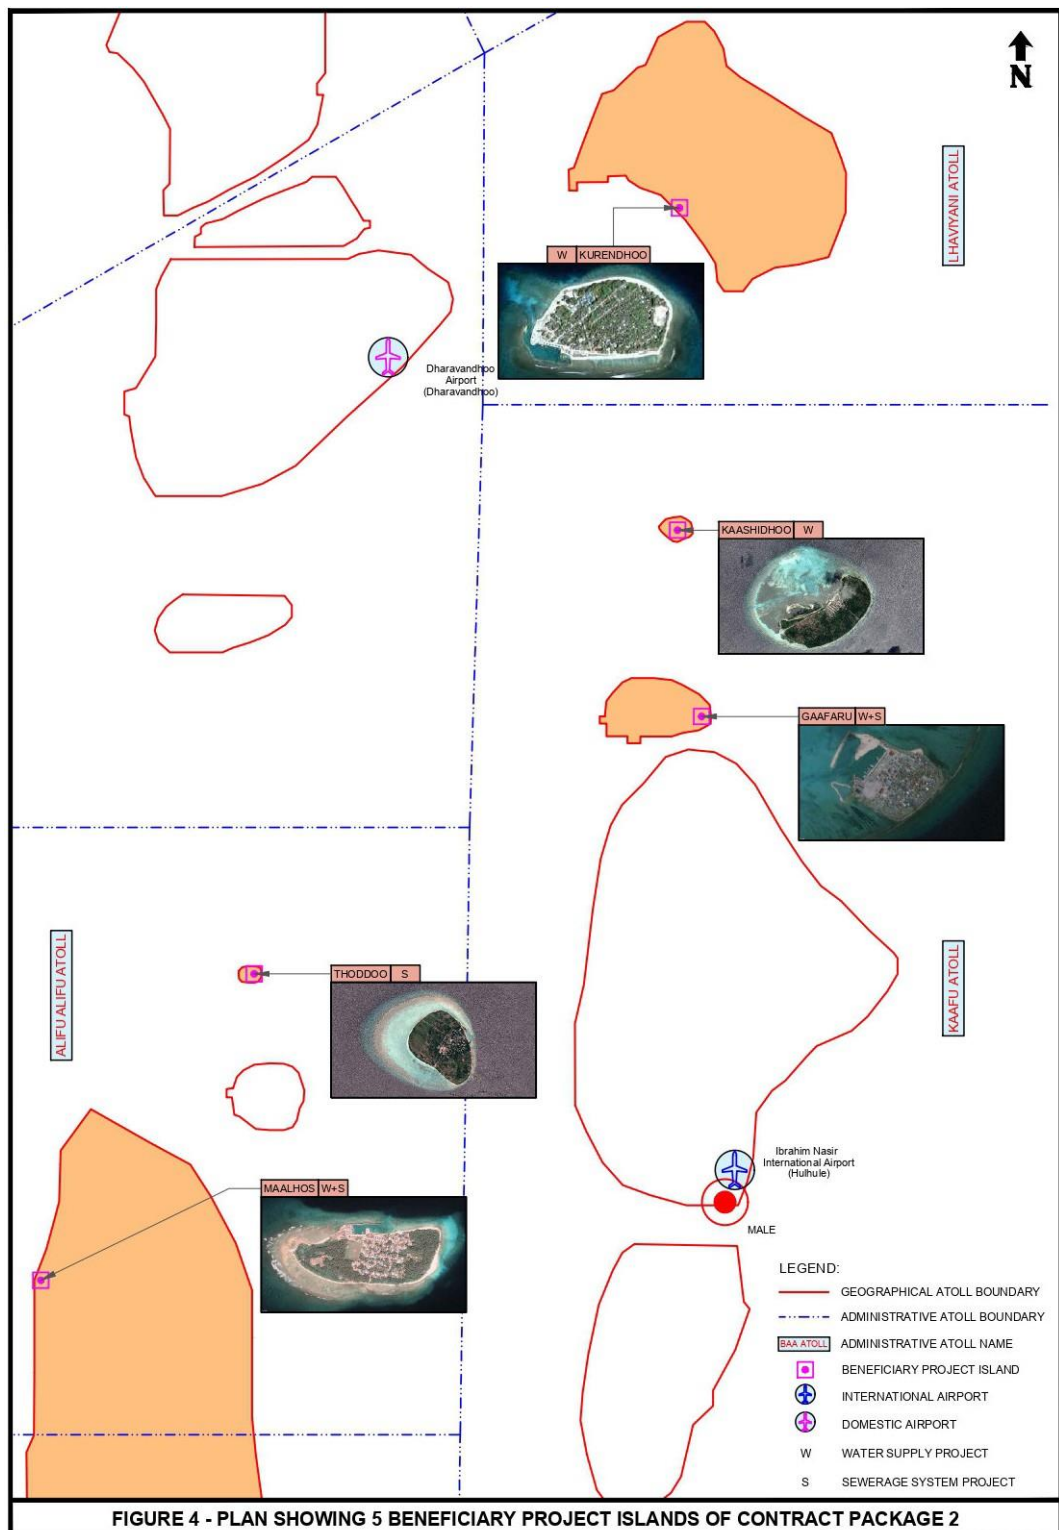 N
LHAVIYANI ATOLL
W KURENDHOO
Dharavandhoo
Airport
(Dharavandhoo)
KAASHIDHOO W
GAAFARU W+S
ALIFU ALIFU ATOLL
THODDOO S
KAAFU ATOLL
Ibrahim Nasir
International Airport
(Hulhule)
MAALHOS W+S
MALE
LEGEND:
GEOGRAPHICAL ATOLL BOUNDARY
ADMINISTRATIVE ATOLL BOUNDARY
BAA ATOLL ADMINISTRATIVE ATOLL NAME
BENEFICIARY PROJECT ISLAND
INTERNATIONAL AIRPORT
DOMESTIC AIRPORT
W WATER SUPPLY PROJECT
S SEWERAGE SYSTEM PROJECT
FIGURE 4 - PLAN SHOWING 5 BENEFICIARY PROJECT ISLANDS OF CONTRACT PACKAGE 2